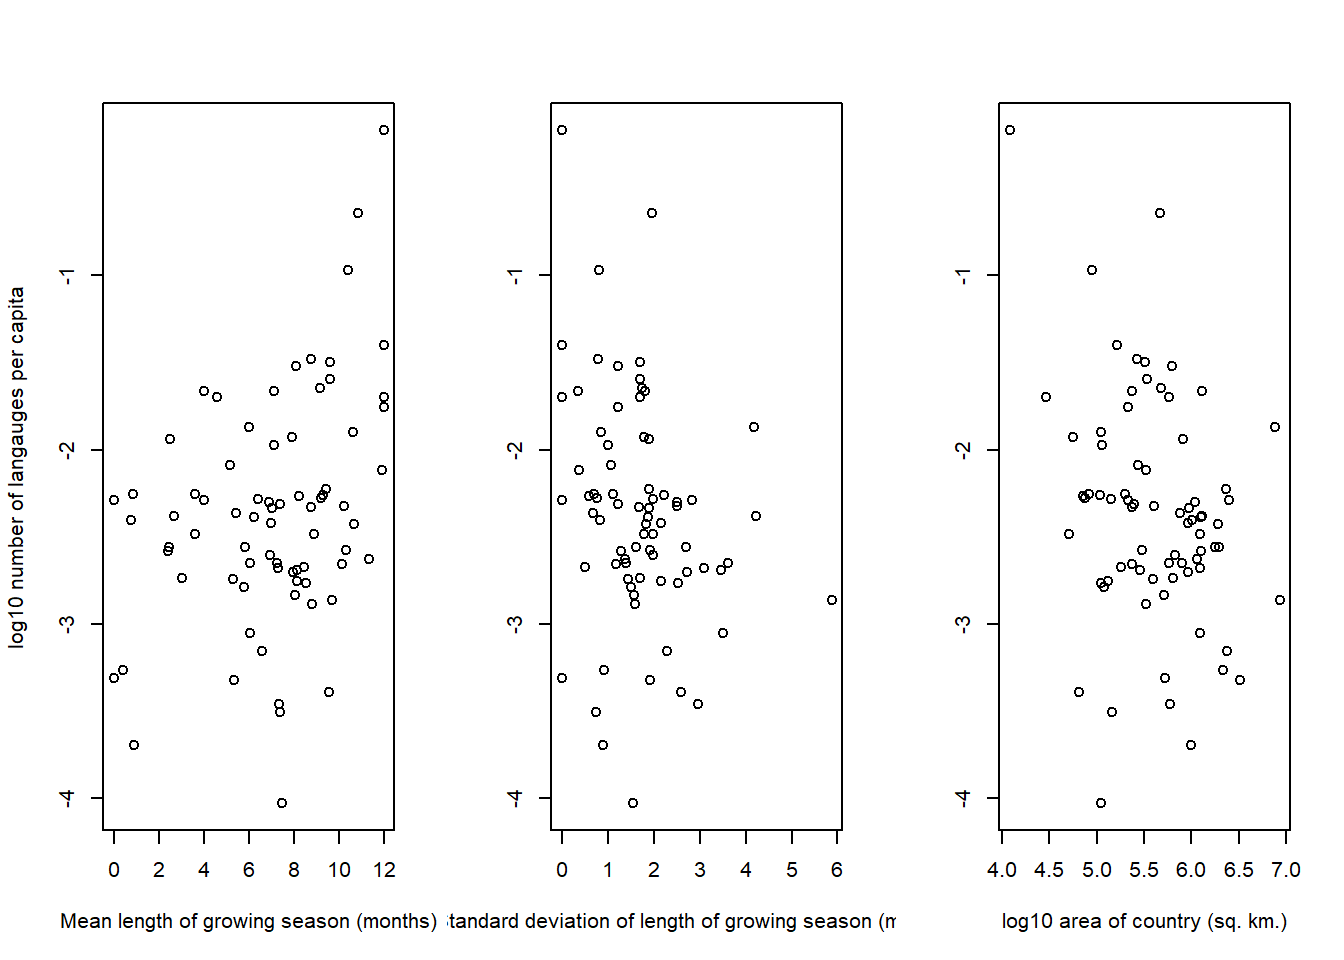 log10 number of langauges per capita
-1
-2
-3
-4
0 2 4 6 8 10 12
Mean length of growing season (months)
-1
-2
-3
-4
0 1 2 3 4 5 6
tandard deviation of length of growing season (m
-1
-2
-3
-4
4.0 4.5 5.0 5.5 6.0 6.5 7.0
log10 area of country (sq. km.)